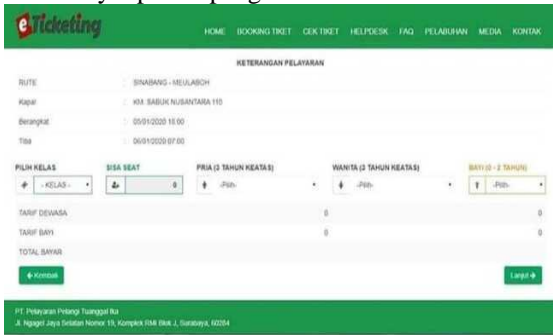 eTicketing
HOME BOOKING TIKET CEK TIKET HELPDESK FAQ PELABUHAN MEDIA KONTAK
KETERANGAN PELAYARAN
RUTE : SINABANG - MEULABOH
Kapal : KM. SABUK NUSANTARA 110
Berangkat : 05/01/2020 16:00
Tiba : 06/01/2020 07:00
PILIH KELAS SISA SEAT PRIA (3 TAHUN KEATAS) WANITA (3 TAHUN KEATAS) BAYI (0 - 2 TAHUN)
- KELAS - 0 -Pilih- -Pilih- -Pilih-
TARIF DEWASA 0 0
TARIF BAYI 0 0
TOTAL BAYAR
Kembali Lanjut
PT. Pelayaran Pelangi Tuanggal Ika
Jl. Ngagel Jaya Selatan Nomor 19, Komplek RMI Blok J, Surabaya, 60284